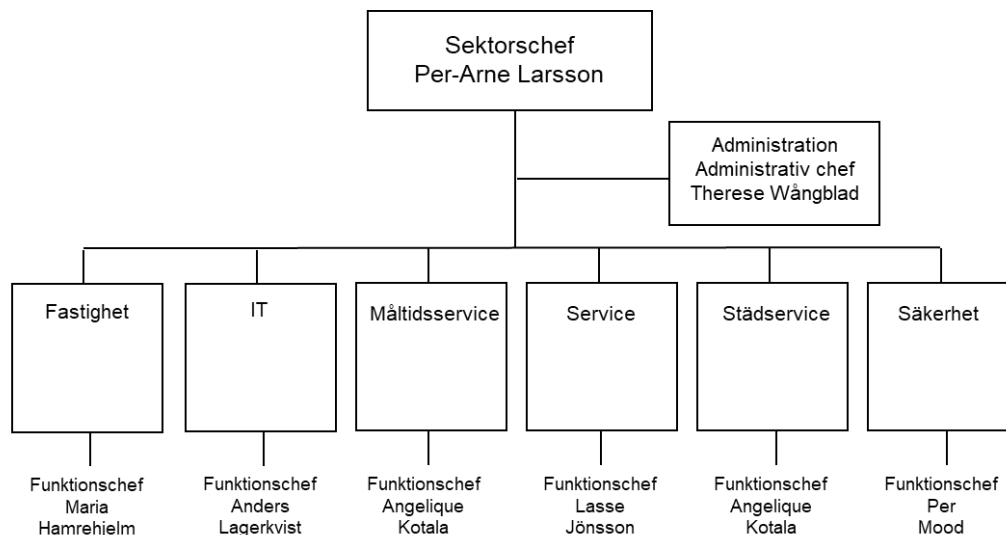 Sektorschef
Per-Arne Larsson
Administration
Administrativ chef
Therese Wångblad
Fastighet
IT
Måltidsservice
Service
Städservice
Säkerhet
Funktionschef
Maria
Hamrehielm
Funktionschef
Anders
Lagerkvist
Funktionschef
Angelique
Kotala
Funktionschef
Lasse
Jönsson
Funktionschef
Angelique
Kotala
Funktionschef
Per
Mood